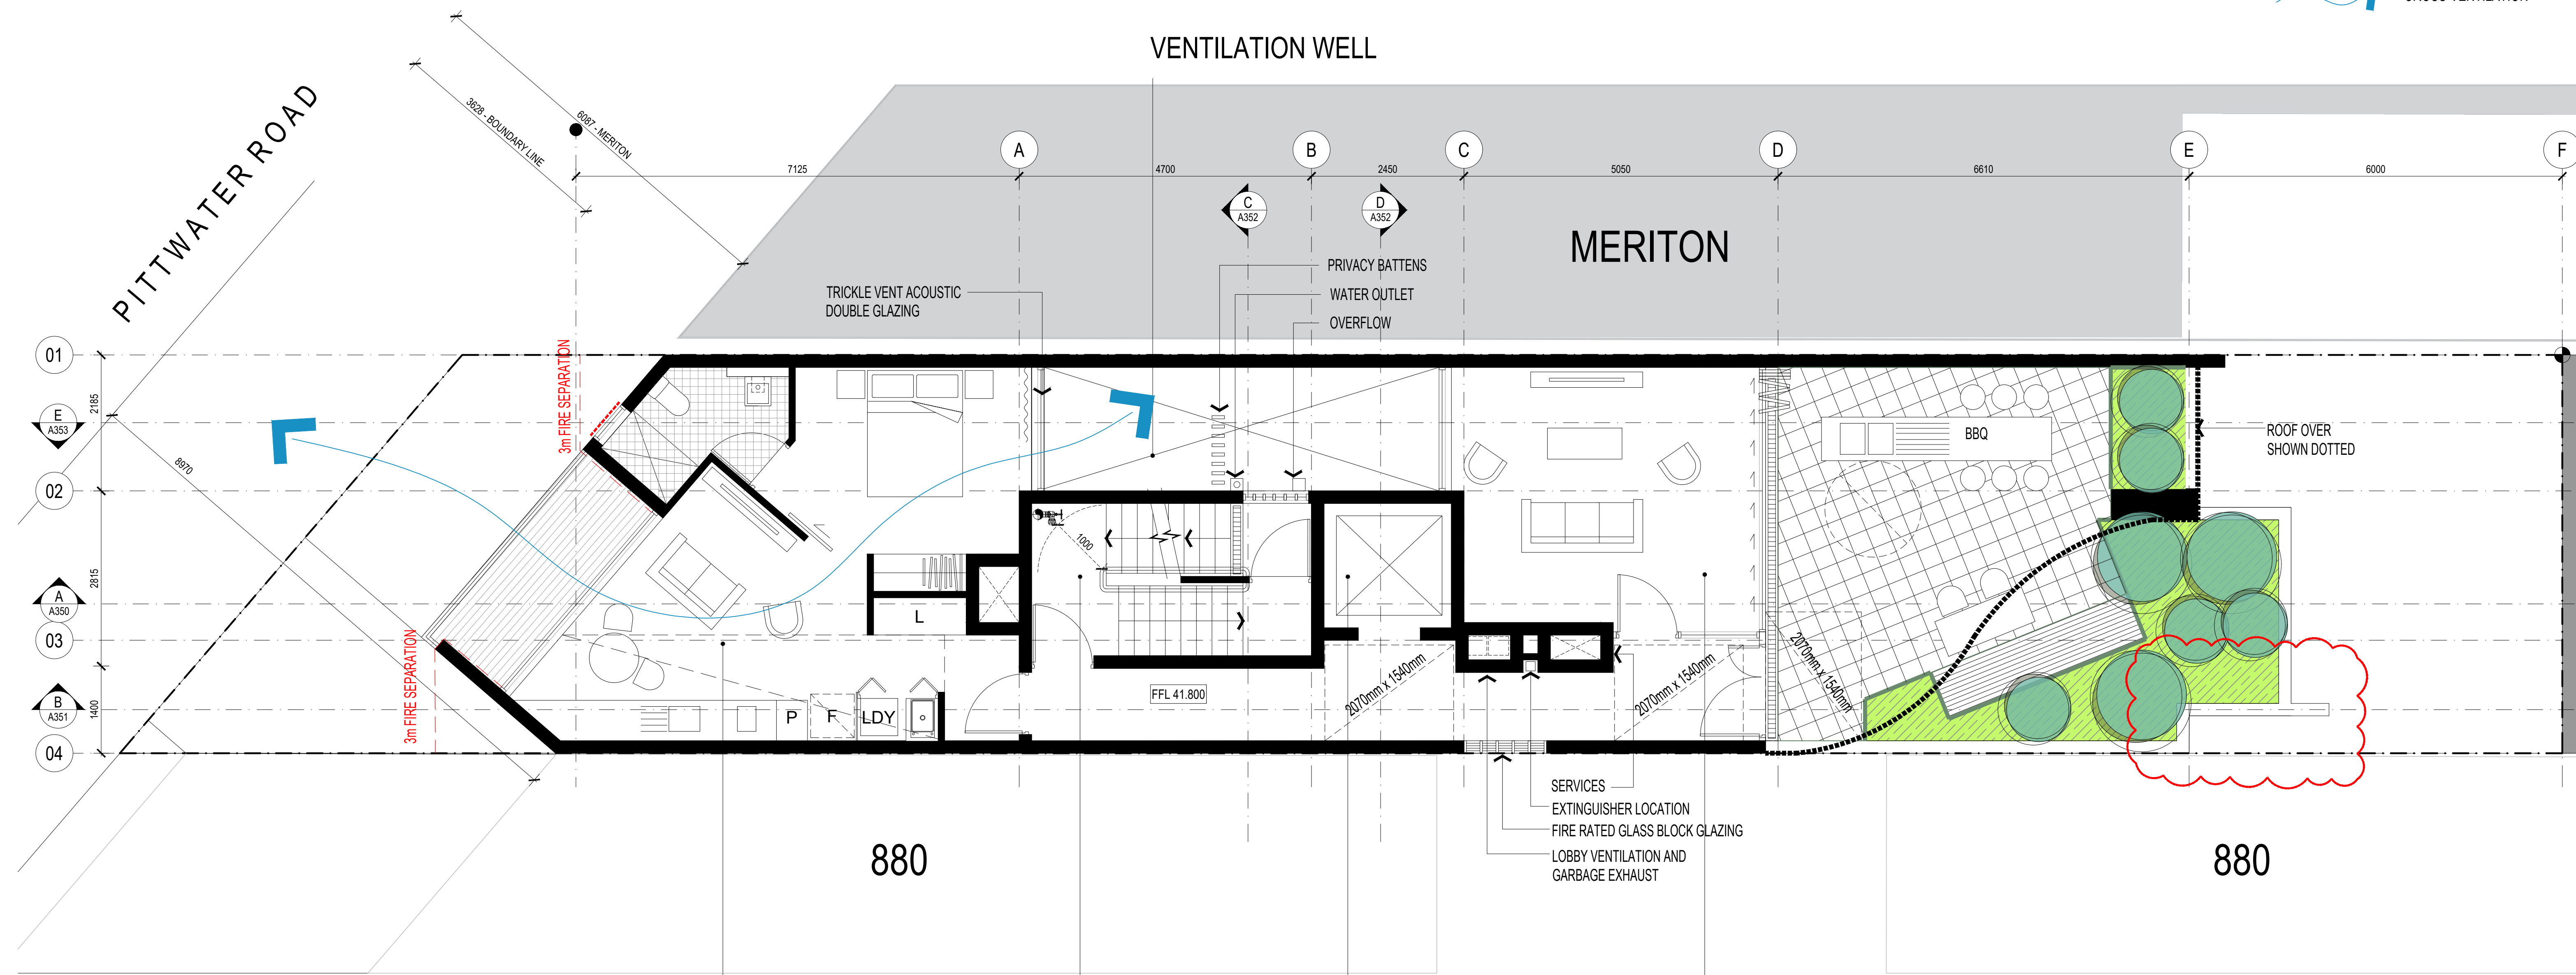 VENTILATION WELL
PITTWATER ROAD
3628 - BOUNDARY LINE
6087 - MERITON
A
B
C
D
E
F
7125
4700
2450
5050
6610
6000
C
A352
D
A352
MERITON
PRIVACY BATTENS
WATER OUTLET
OVERFLOW
TRICKLE VENT ACOUSTIC
DOUBLE GLAZING
01
2185
E
A353
02
2815
A
A350
03
B
A351
1400
04
8970
3m FIRE SEPARATION
3m FIRE SEPARATION
BBQ
ROOF OVER
SHOWN DOTTED
1000
L
P
F
LDY
FFL 41.800
2070mm x 1540mm
2070mm x 1540mm
2070mm x 1540mm
SERVICES
EXTINGUISHER LOCATION
FIRE RATED GLASS BLOCK GLAZING
LOBBY VENTILATION AND
GARBAGE EXHAUST
880
880